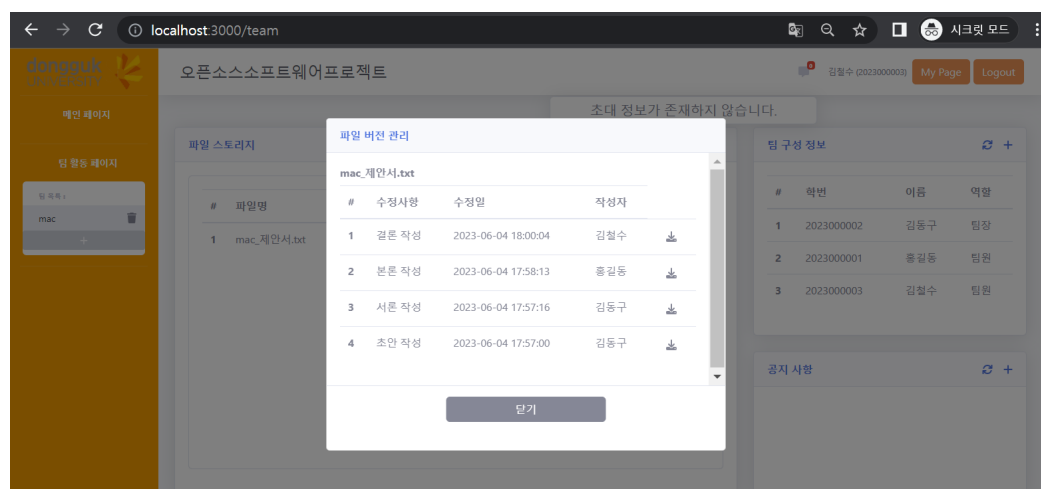 localhost:3000/team
시크릿 모드
dongguk
UNIVERSITY
오픈소스소프트웨어프로젝트
김철수 (2023000003) My Page Logout
메인 페이지
팀 활동 페이지
팀 목록 :
mac
+
초대 정보가 존재하지 않습니다.
파일 스토리지
# 파일명
1 mac_제안서.txt
파일 버전 관리
mac_제안서.txt
# 수정사항 수정일 작성자
1 결론 작성 2023-06-04 18:00:04 김철수
2 본론 작성 2023-06-04 17:58:13 홍길동
3 서론 작성 2023-06-04 17:57:16 김동구
4 초안 작성 2023-06-04 17:57:00 김동구
닫기
팀 구성 정보 +
# 학번 이름 역할
1 2023000002 김동구 팀장
2 2023000001 홍길동 팀원
3 2023000003 김철수 팀원
공지 사항 +